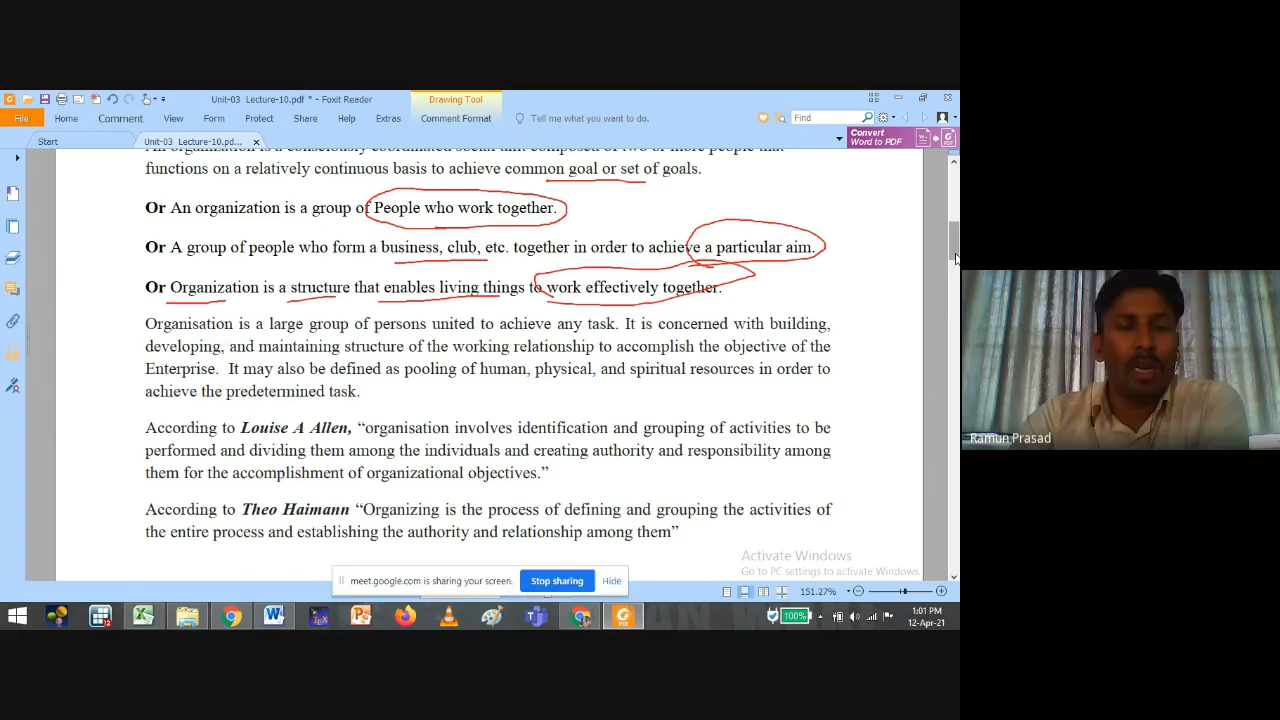 Unit-03 Lecture-10.pdf * - Foxit Reader
Drawing Tool
File Home Comment View Form Protect Share Help Extras Comment Format Tell me what you want to do. Find
Start Unit-03 Lecture-10.pd...
Convert
Word to PDF
functions on a relatively continuous basis to achieve common goal or set of goals.
Or An organization is a group of People who work together.
Or A group of people who form a business, club, etc. together in order to achieve a particular aim.
Or Organization is a structure that enables living things to work effectively together.
Organisation is a large group of persons united to achieve any task. It is concerned with building,
developing, and maintaining structure of the working relationship to accomplish the objective of the
Enterprise. It may also be defined as pooling of human, physical, and spiritual resources in order to
achieve the predetermined task.
According to Louise A Allen, “organisation involves identification and grouping of activities to be
performed and dividing them among the individuals and creating authority and responsibility among
them for the accomplishment of organizational objectives.”
According to Theo Haimann “Organizing is the process of defining and grouping the activities of
the entire process and establishing the authority and relationship among them”
Activate Windows
Go to PC settings to activate Windows.
meet.google.com is sharing your screen. Stop sharing Hide
151.27%
100%
1:01 PM
12-Apr-21
Ramun Prasad